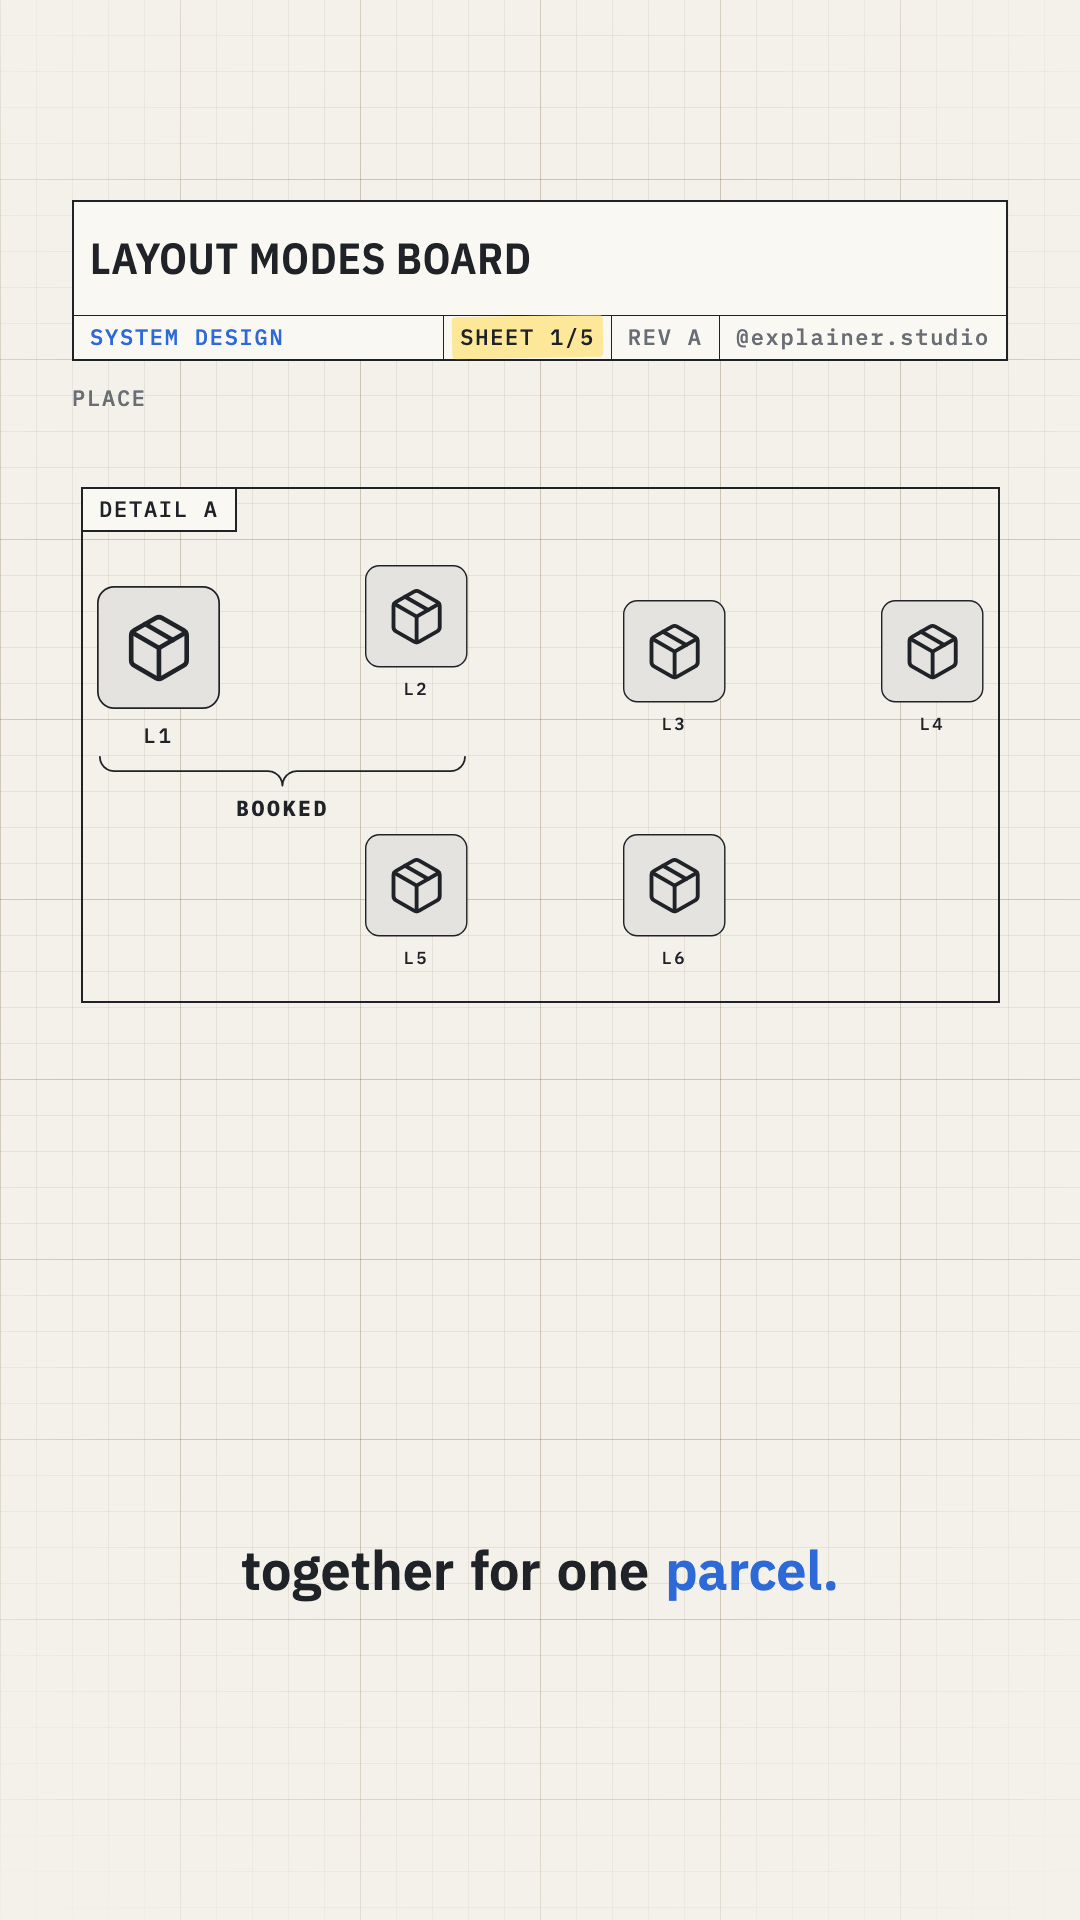 LAYOUT MODES BOARD
SYSTEM DESIGN SHEET 1/5 REV A @explainer.studio
PLACE
DETAIL A
L1 L2 L3 L4
BOOKED
L5 L6
together for one parcel.